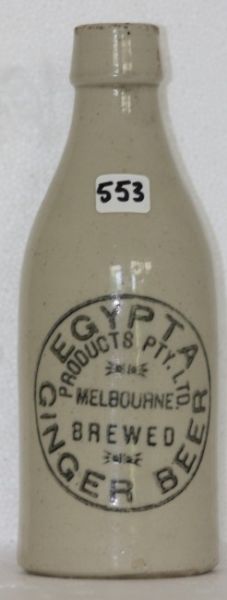 553
EGYPTA
PRODUCTS PTY. LTD.
MELBOURNE
BREWED
GINGER BEER